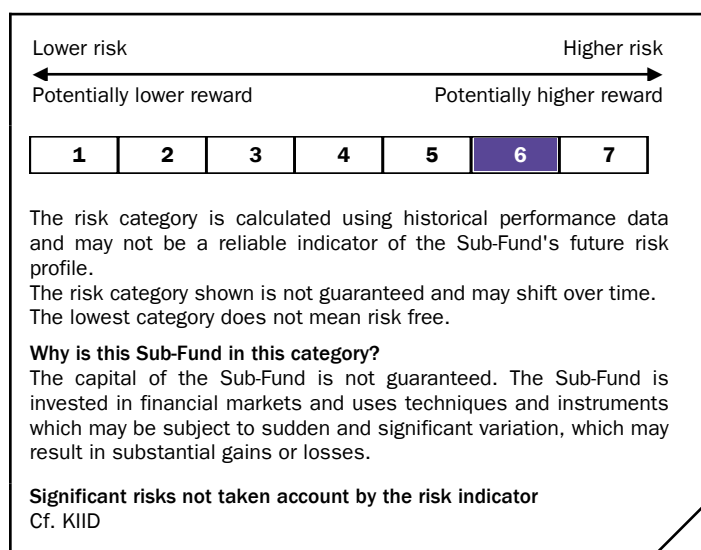 Lower risk Higher risk
Potentially lower reward Potentially higher reward
1 2 3 4 5 6 7
The risk category is calculated using historical performance data
and may not be a reliable indicator of the Sub-Fund's future risk
profile.
The risk category shown is not guaranteed and may shift over time.
The lowest category does not mean risk free.
Why is this Sub-Fund in this category?
The capital of the Sub-Fund is not guaranteed. The Sub-Fund is
invested in financial markets and uses techniques and instruments
which may be subject to sudden and significant variation, which may
result in substantial gains or losses.
Significant risks not taken account by the risk indicator
Cf. KIID